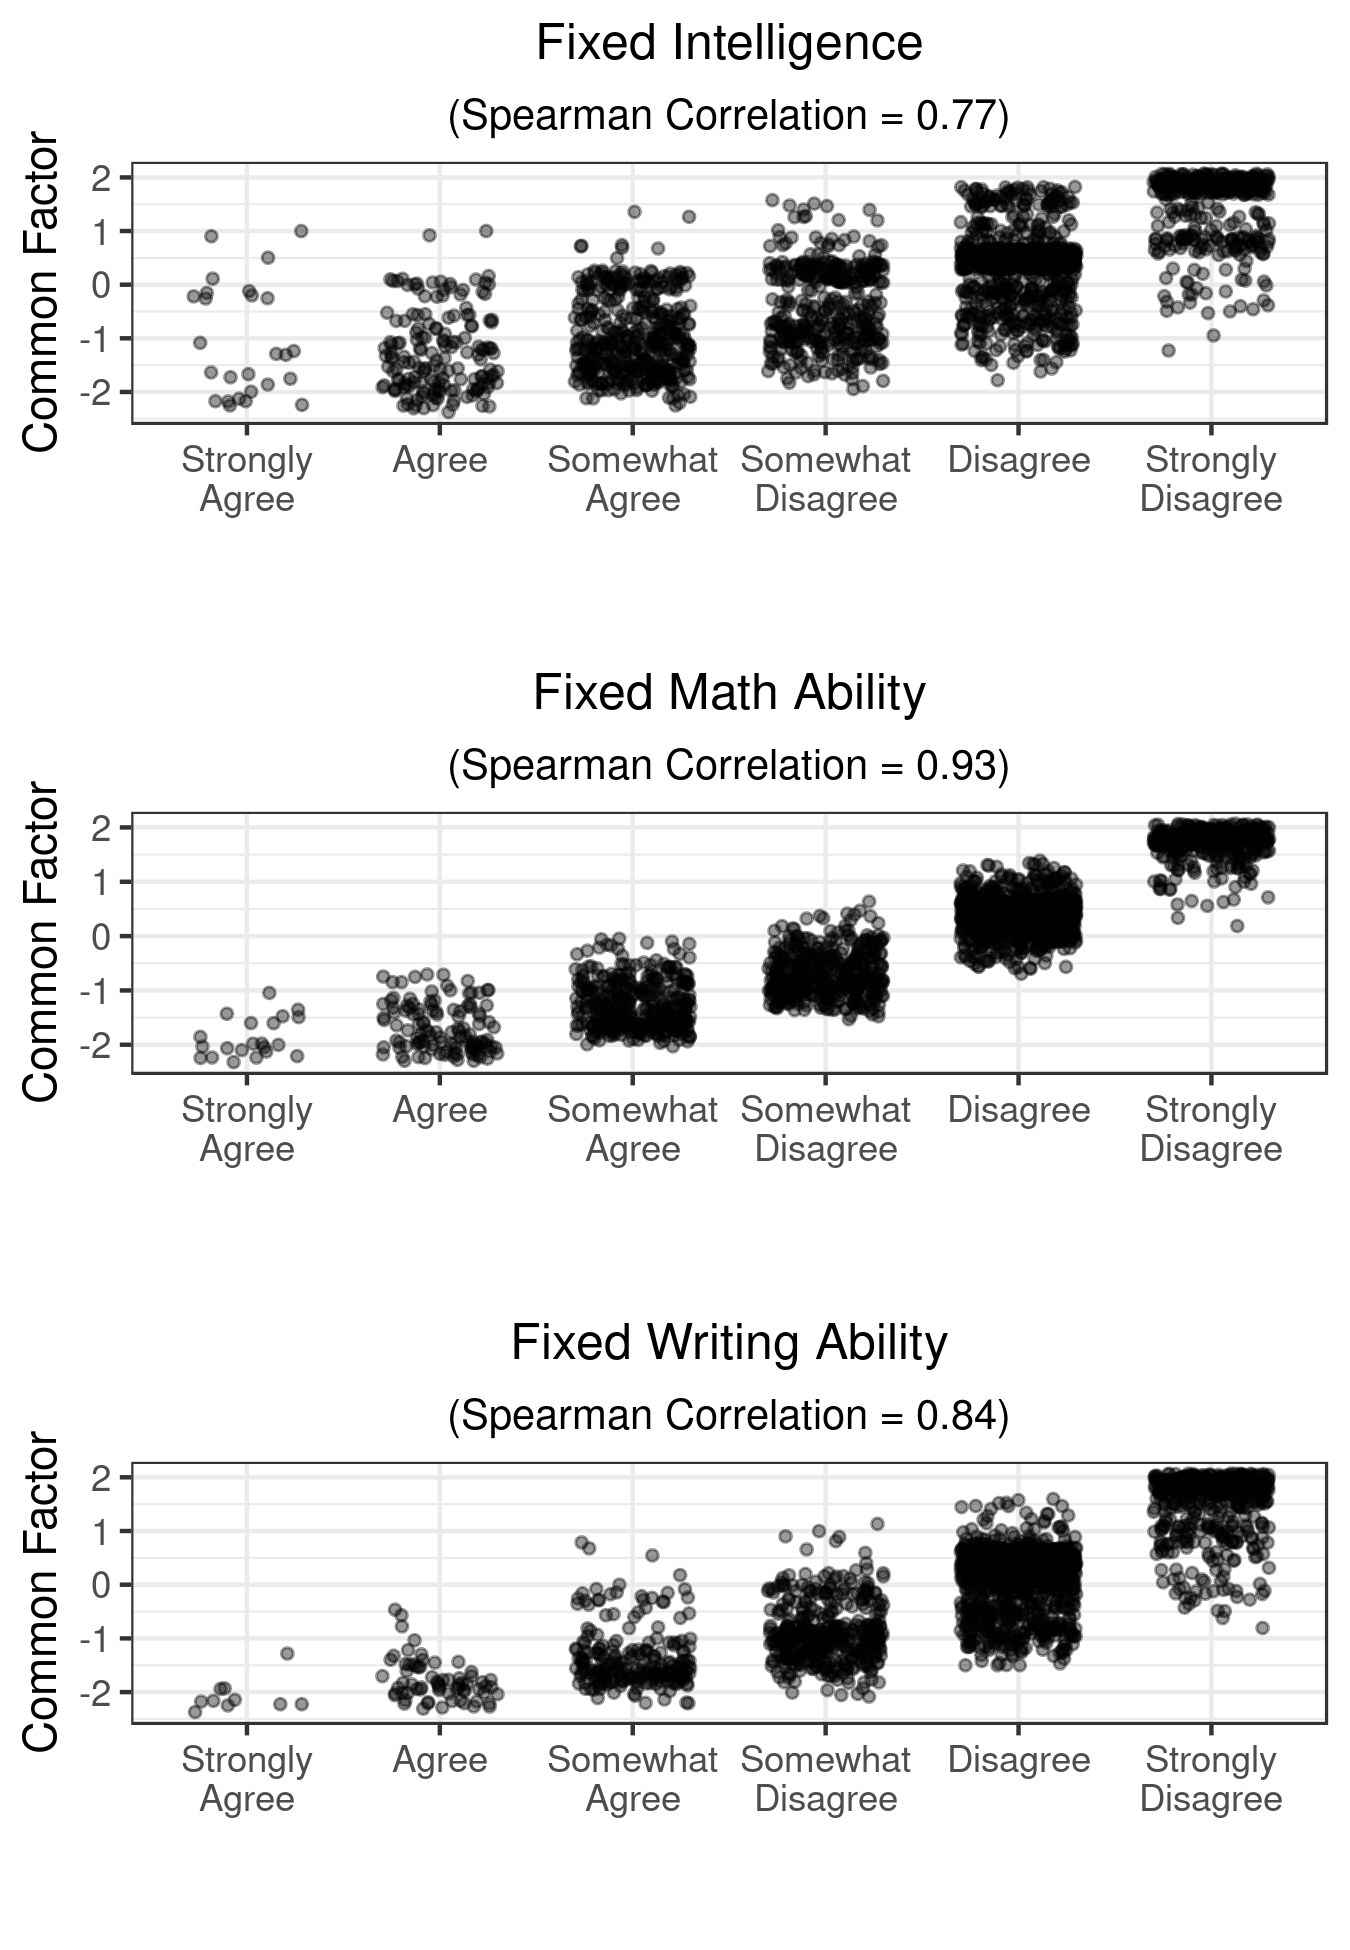 Fixed Intelligence
(Spearman Correlation = 0.77)
Common Factor
2
1
0
-1
-2
Strongly Agree
Agree
Somewhat Agree
Somewhat Disagree
Disagree
Strongly Disagree
Fixed Math Ability
(Spearman Correlation = 0.93)
Common Factor
2
1
0
-1
-2
Strongly Agree
Agree
Somewhat Agree
Somewhat Disagree
Disagree
Strongly Disagree
Fixed Writing Ability
(Spearman Correlation = 0.84)
Common Factor
2
1
0
-1
-2
Strongly Agree
Agree
Somewhat Agree
Somewhat Disagree
Disagree
Strongly Disagree